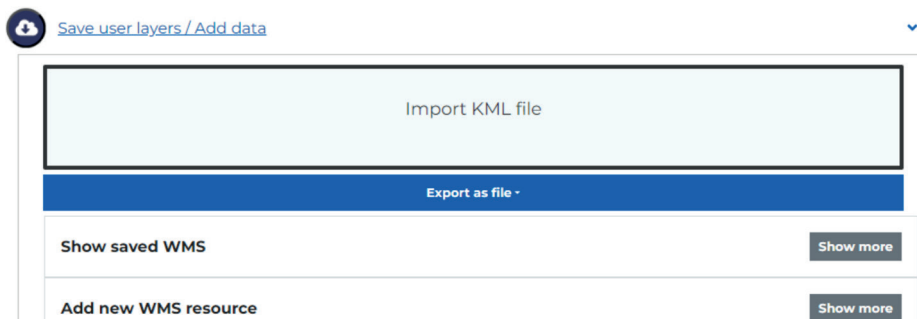 Save user layers / Add data
Import KML file
Export as file
Show saved WMS
Show more
Add new WMS resource
Show more